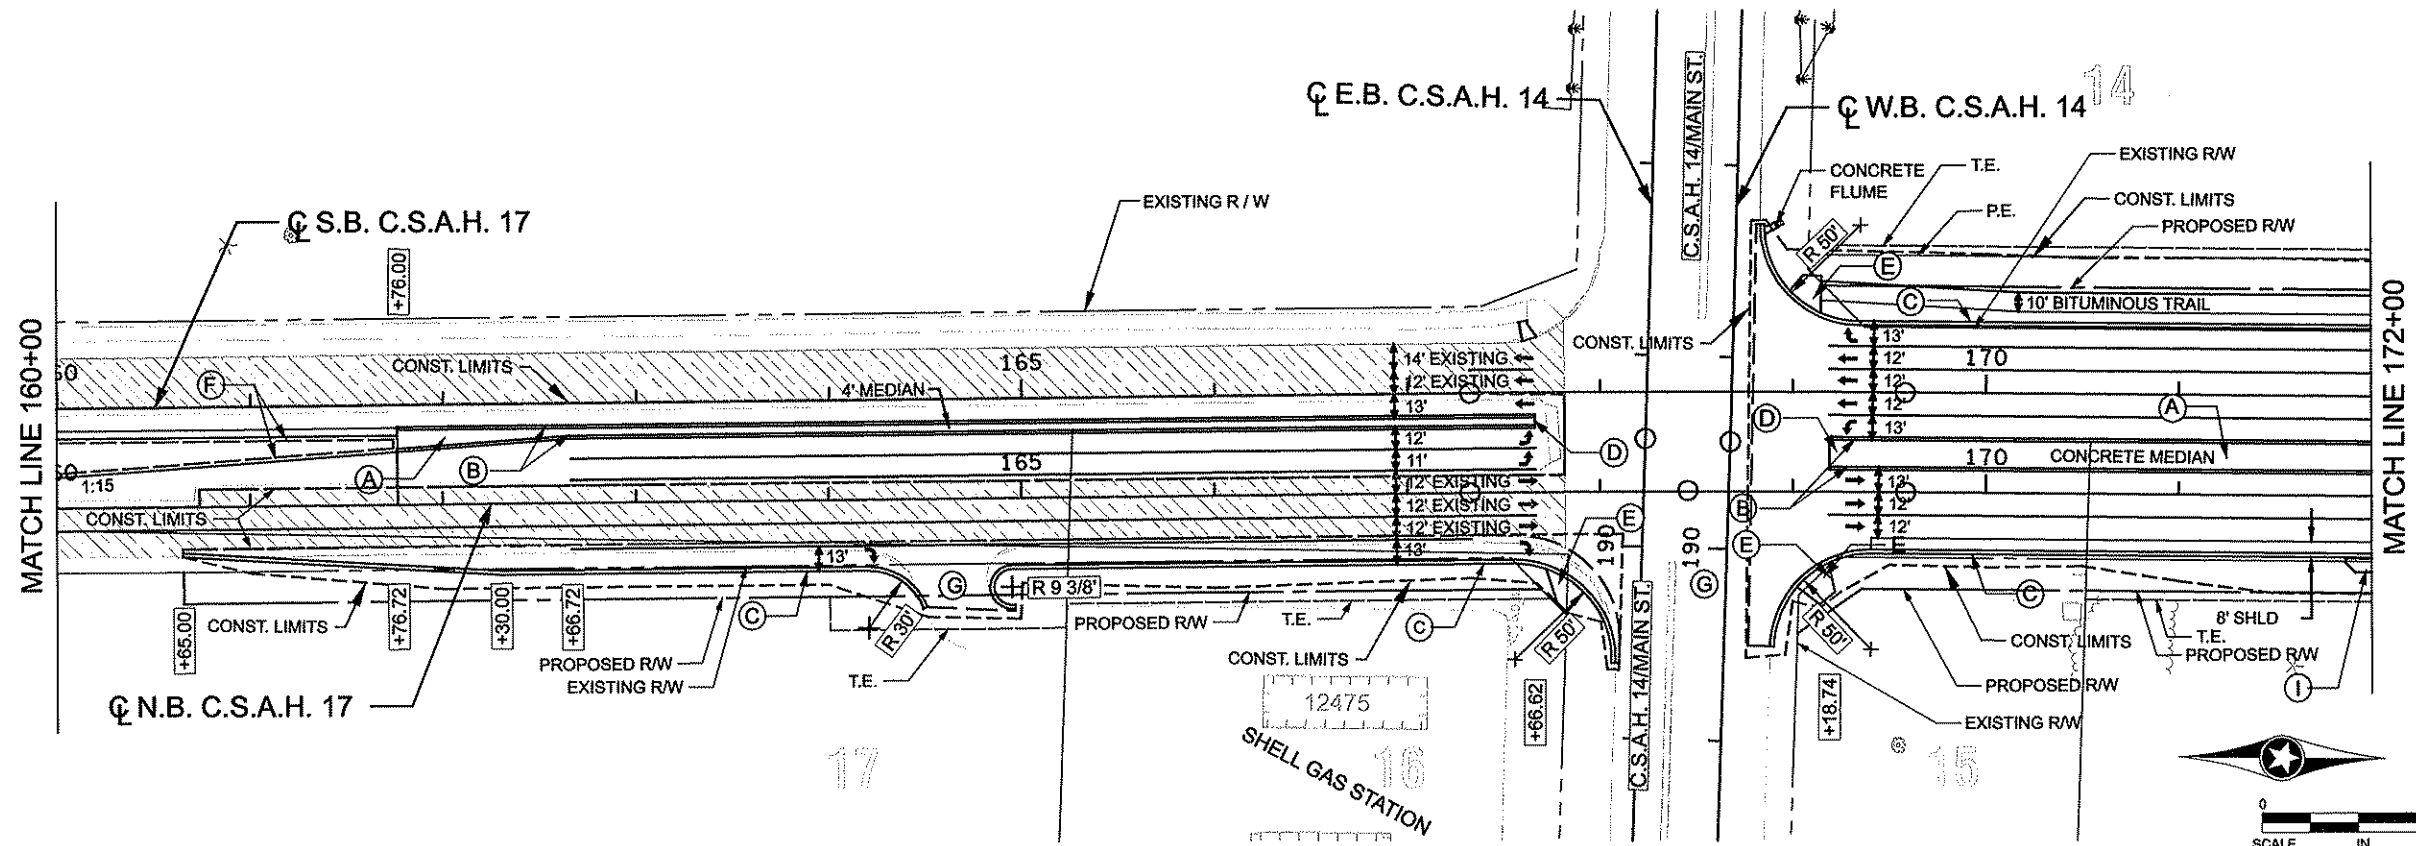 ℄ E.B. C.S.A.H. 14
C.S.A.H. 14/MAIN ST.
℄ W.B. C.S.A.H. 14
14
EXISTING R/W
T.E.
CONCRETE
FLUME
CONST. LIMITS
P.E.
PROPOSED R/W
EXISTING R / W
℄ S.B. C.S.A.H. 17
R 50'
E
+76.00
C
10' BITUMINOUS TRAIL
MATCH LINE 160+00
MATCH LINE 172+00
CONST. LIMITS
CONST. LIMITS
165
14' EXISTING
12' EXISTING
13'
13'
12'
12'
12'
13'
170
60
F
4' MEDIAN
A
D
D
12'
11'
165
A
B
170
CONCRETE MEDIAN
60
1:15
12' EXISTING
12' EXISTING
12' EXISTING
13'
13'
12'
12'
B
E
E
CONST. LIMITS
13'
190
190
G
G
R 9 3/8'
C
CONST. LIMITS
+65.00
+76.72
+30.00
+66.72
C
R 30'
PROPOSED R/W
T.E.
C
R 50'
R 50'
8' SHLD
T.E.
PROPOSED R/W
CONST. LIMITS
CONST. LIMITS
PROPOSED R/W
EXISTING R/W
T.E.
PROPOSED R/W
I
℄ N.B. C.S.A.H. 17
12475
+66.62
C.S.A.H. 14/MAIN ST.
+18.74
EXISTING R/W
17
SHELL GAS STATION
16
15
0
SCALE
IN